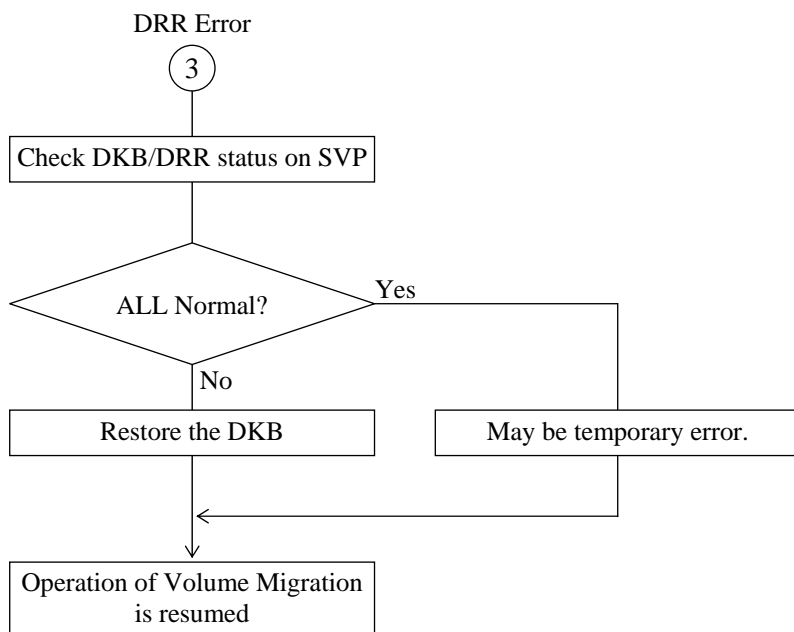 DRR Error
3
Check DKB/DRR status on SVP
ALL Normal?
Yes
No
Restore the DKB
May be temporary error.
Operation of Volume Migration
is resumed